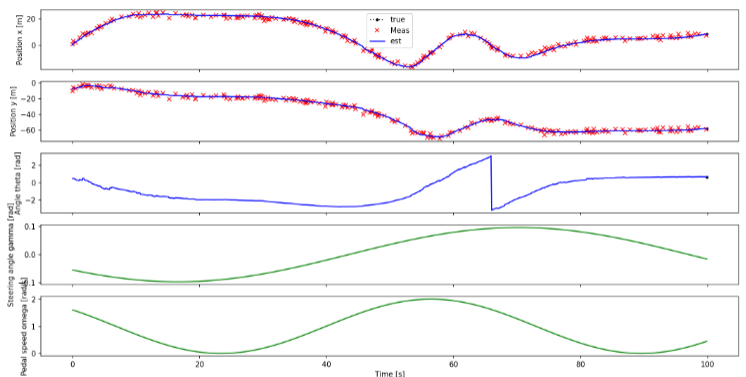 true
Meas
est
Position x [m]
20
0
Position y [m]
0
−20
−40
−60
Angle theta [rad]
2
0
−2
Steering angle gamma [rad]
0.1
0.0
Pedal speed omega [rad/s]
2
1
0
0
20
40
60
80
100
Time [s]